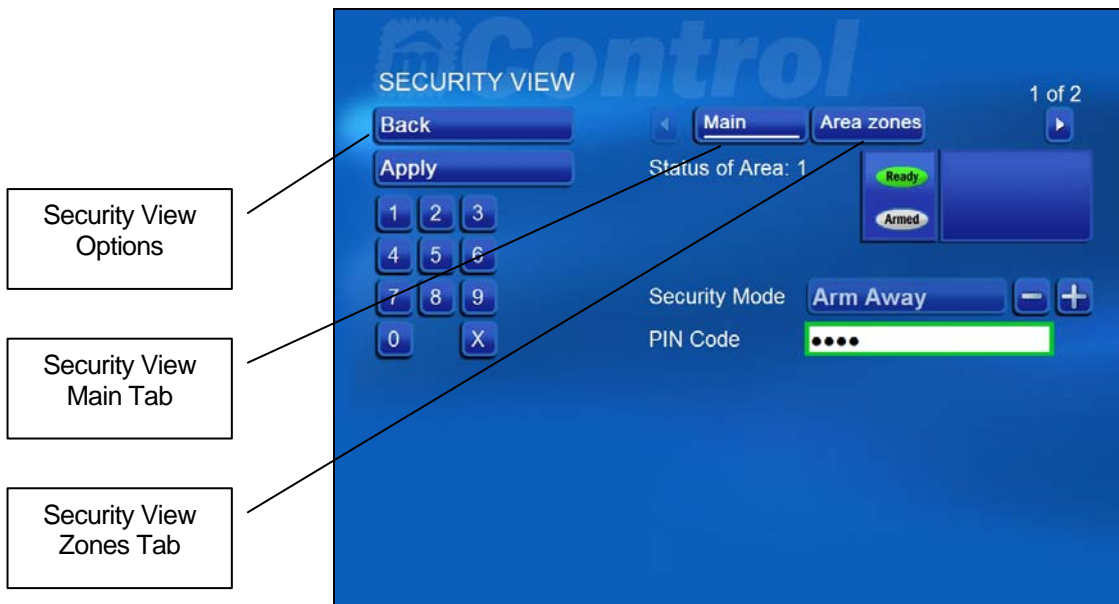 mControl
SECURITY VIEW
1 of 2
Back
Main
Area zones
Apply
Status of Area: 1
Ready
Armed
1 2 3
4 5 6
7 8 9
0 X
Security Mode
Arm Away
PIN Code
••••
Security View
Options
Security View
Main Tab
Security View
Zones Tab